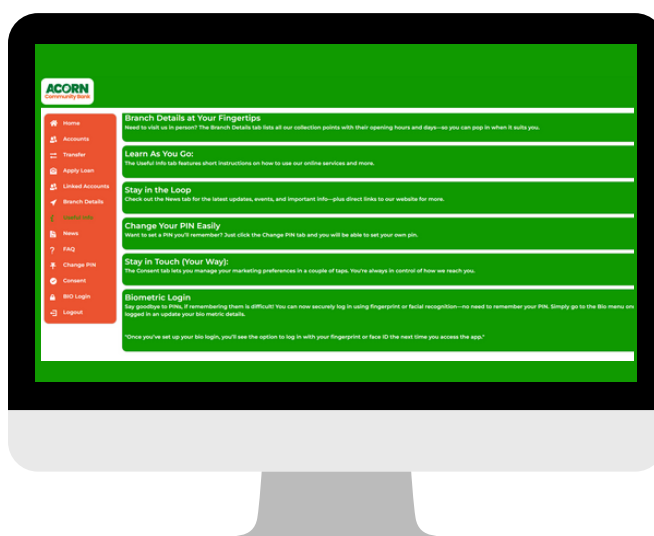 ACORN
Community Bank
Home
Accounts
Transfer
Apply Loan
Linked Accounts
Branch Details
Useful Info
News
FAQ
Change PIN
Consent
BIO Login
Logout
Branch Details at Your Fingertips
Need to visit us in person? The Branch Details tab lists all our collection points with their opening hours and days—so you can pop in when it suits you.
Learn As You Go:
The Useful Info tab features short instructions on how to use our online services and more.
Stay in the Loop
Check out the News tab for the latest updates, events, and important info—plus direct links to our website for more.
Change Your PIN Easily
Want to set a PIN you'll remember? Just click the Change PIN tab and you will be able to set your own pin.
Stay in Touch (Your Way):
The Consent tab lets you manage your marketing preferences in a couple of taps. You're always in control of how we reach you.
Biometric Login
Say goodbye to PINs, if remembering them is difficult! You can now securely log in using fingerprint or facial recognition—no need to remember your PIN. Simply go to the Bio menu on
logged in an update your bio metric details.
"Once you've set up your bio login, you'll see the option to log in with your fingerprint or face ID the next time you access the app."